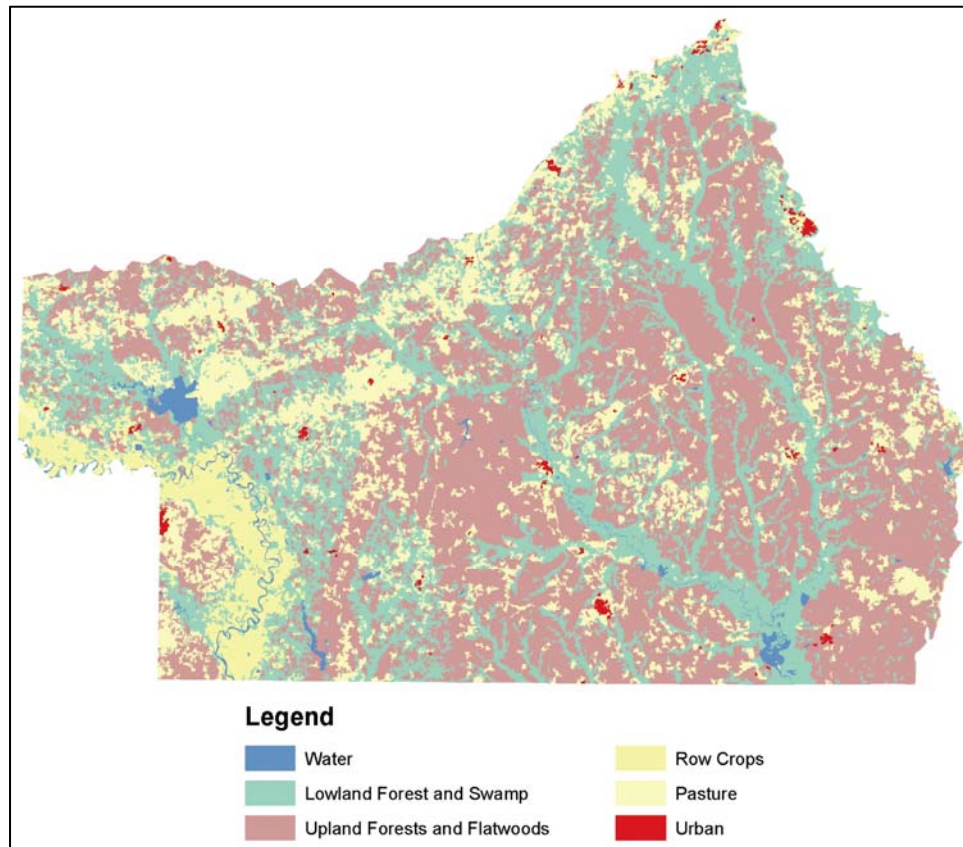 Legend
Water
Lowland Forest and Swamp
Upland Forests and Flatwoods
Row Crops
Pasture
Urban